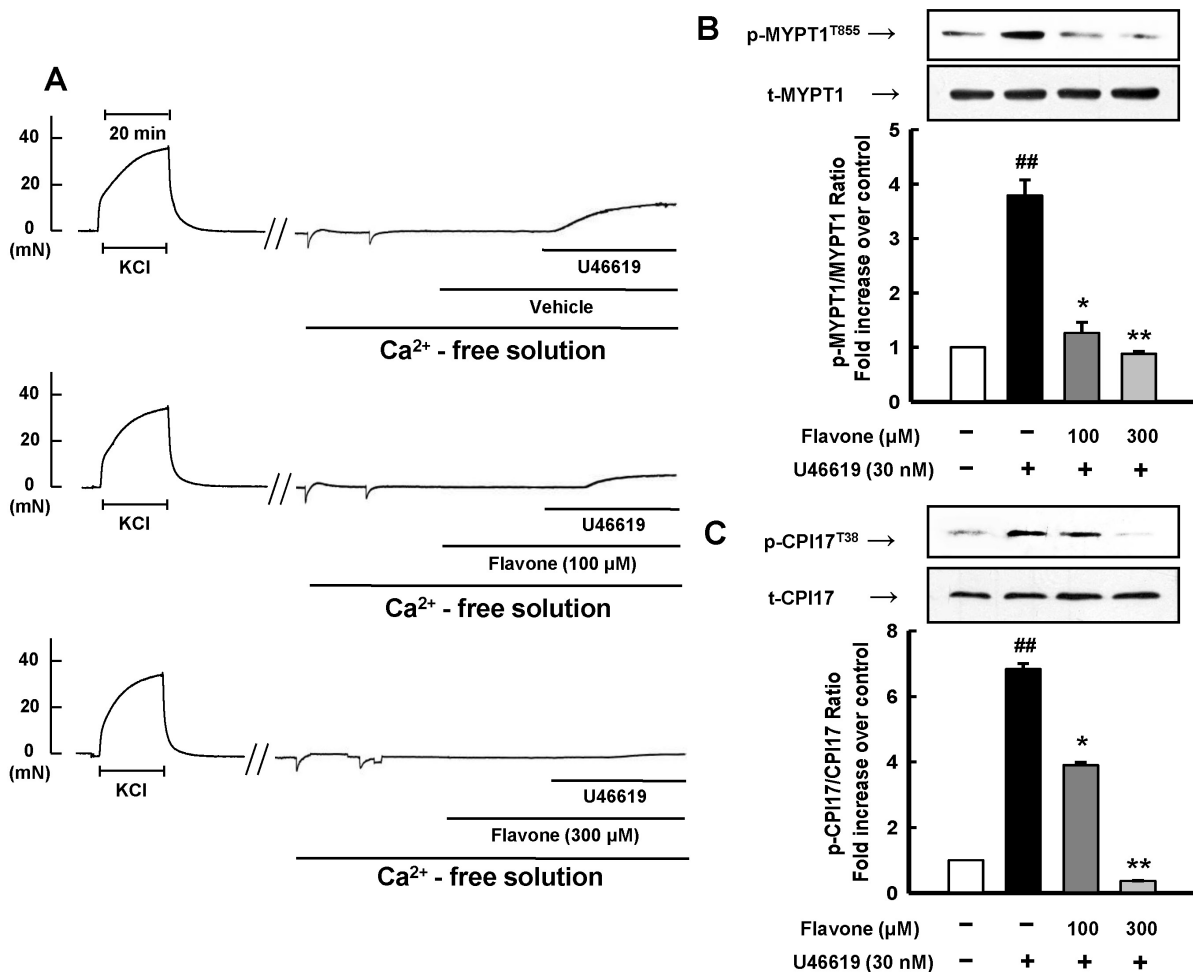 A
20 min
40
20
0
(mN)
KCl
//
U46619
Vehicle
Ca²⁺ - free solution
40
20
0
(mN)
KCl
//
U46619
Flavone (100 µM)
Ca²⁺ - free solution
40
20
0
(mN)
KCl
//
U46619
Flavone (300 µM)
Ca²⁺ - free solution
B
p-MYPT1ᵀ⁸⁵⁵ →
t-MYPT1 →
p-MYPT1/MYPT1 Ratio
Fold increase over control
5
4
3
2
1
0
##
*
**
Flavone (µM) − − 100 300
U46619 (30 nM) − + + +
C
p-CPI17ᵀ³⁸ →
t-CPI17 →
p-CPI17/CPI17 Ratio
Fold increase over control
8
6
4
2
0
##
*
**
Flavone (µM) − − 100 300
U46619 (30 nM) − + + +